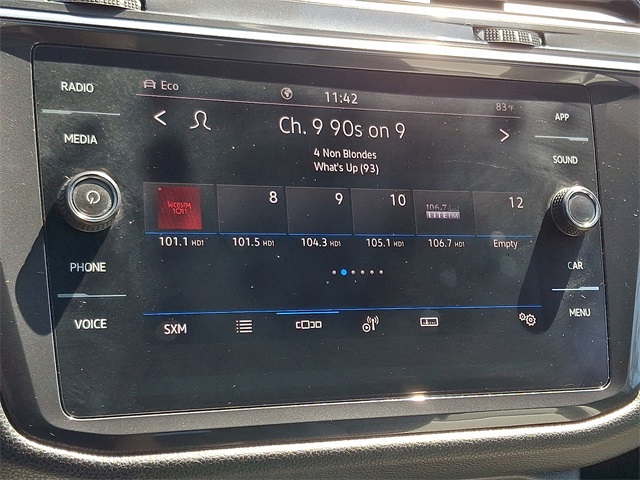 RADIO
MEDIA
PHONE
VOICE
Eco
11:42
83°F
Ch. 9 90s on 9
4 Non Blondes
What's Up (93)
8
9
10
12
101.1 HD1
101.5 HD1
104.3 HD1
105.1 HD1
106.7 HD1
Empty
SXM
APP
SOUND
CAR
MENU